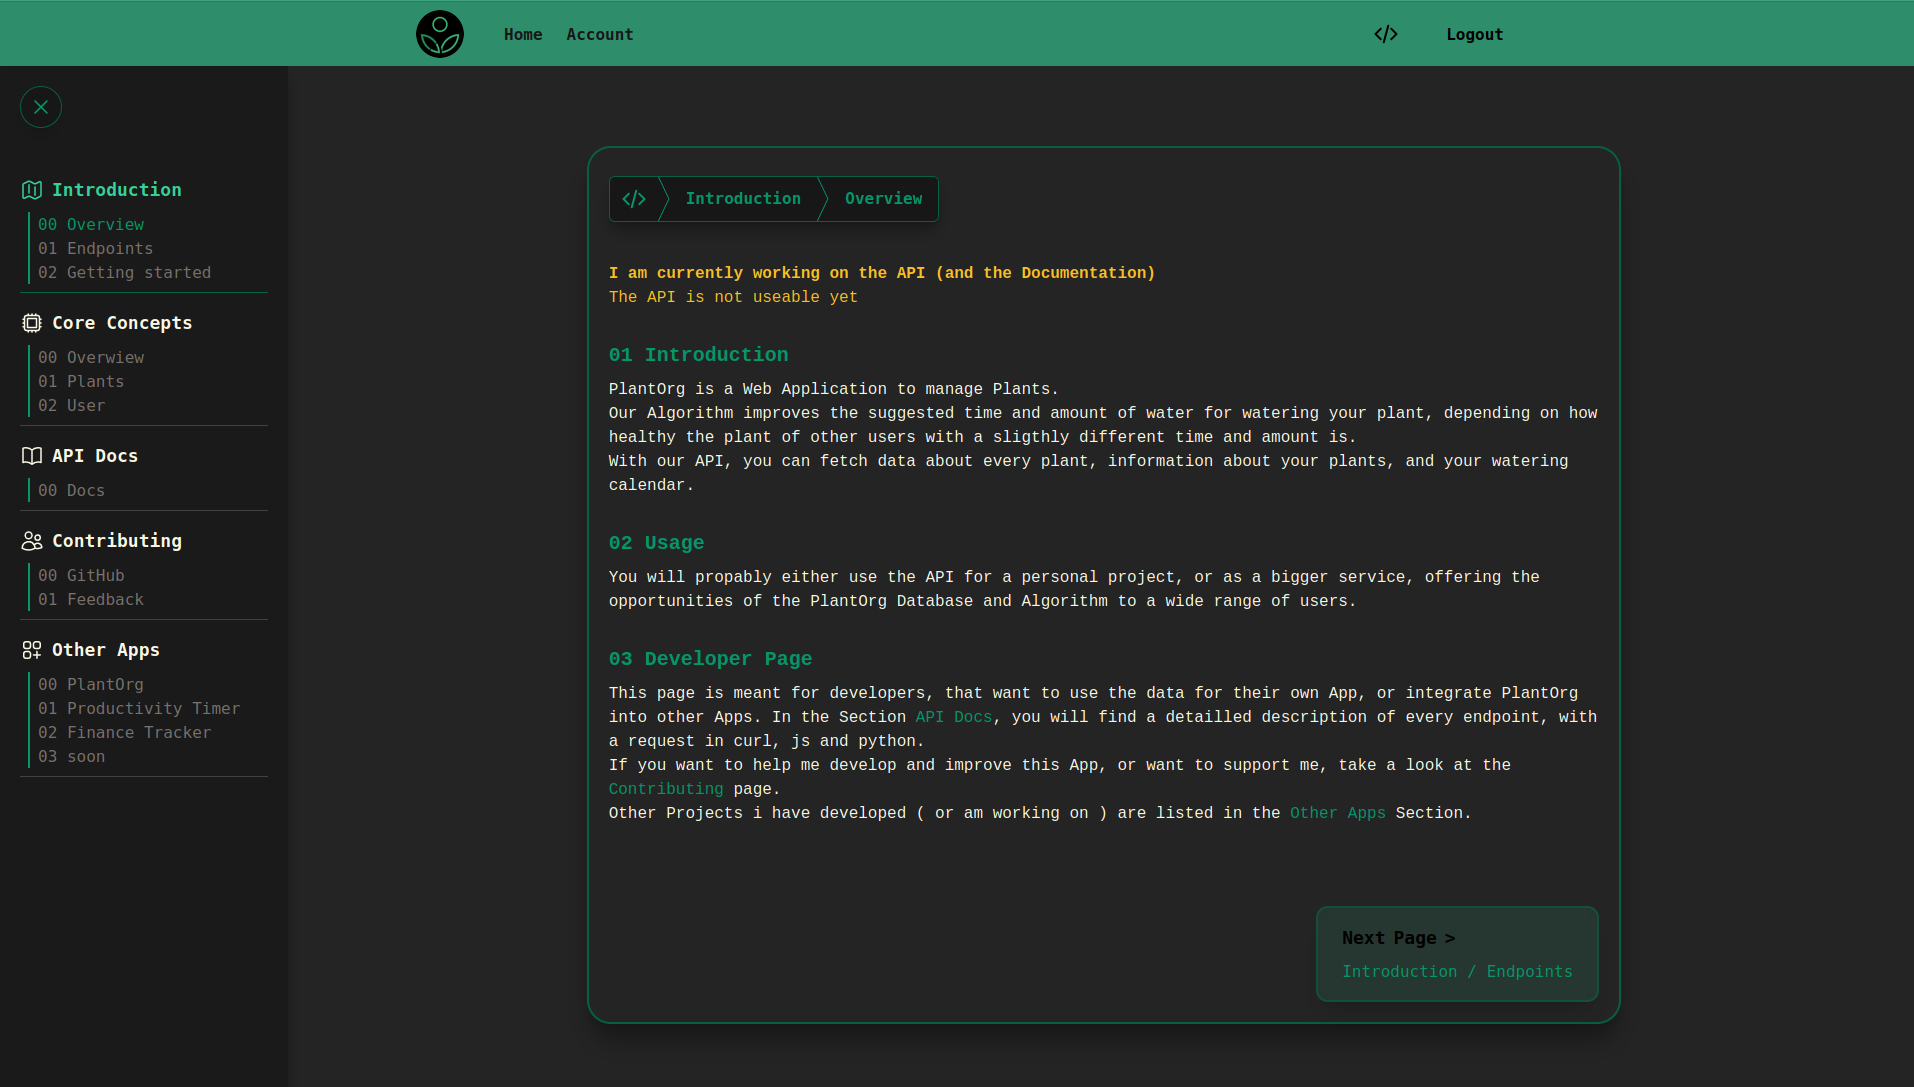 Home Account Logout
Introduction
00 Overview
01 Endpoints
02 Getting started
Core Concepts
00 Overwiew
01 Plants
02 User
API Docs
00 Docs
Contributing
00 GitHub
01 Feedback
Other Apps
00 PlantOrg
01 Productivity Timer
02 Finance Tracker
03 soon
Introduction Overview
I am currently working on the API (and the Documentation)
The API is not useable yet
01 Introduction
PlantOrg is a Web Application to manage Plants.
Our Algorithm improves the suggested time and amount of water for watering your plant, depending on how
healthy the plant of other users with a sligthly different time and amount is.
With our API, you can fetch data about every plant, information about your plants, and your watering
calendar.
02 Usage
You will propably either use the API for a personal project, or as a bigger service, offering the
opportunities of the PlantOrg Database and Algorithm to a wide range of users.
03 Developer Page
This page is meant for developers, that want to use the data for their own App, or integrate PlantOrg
into other Apps. In the Section API Docs, you will find a detailled description of every endpoint, with
a request in curl, js and python.
If you want to help me develop and improve this App, or want to support me, take a look at the
Contributing page.
Other Projects i have developed ( or am working on ) are listed in the Other Apps Section.
Next Page >
Introduction / Endpoints